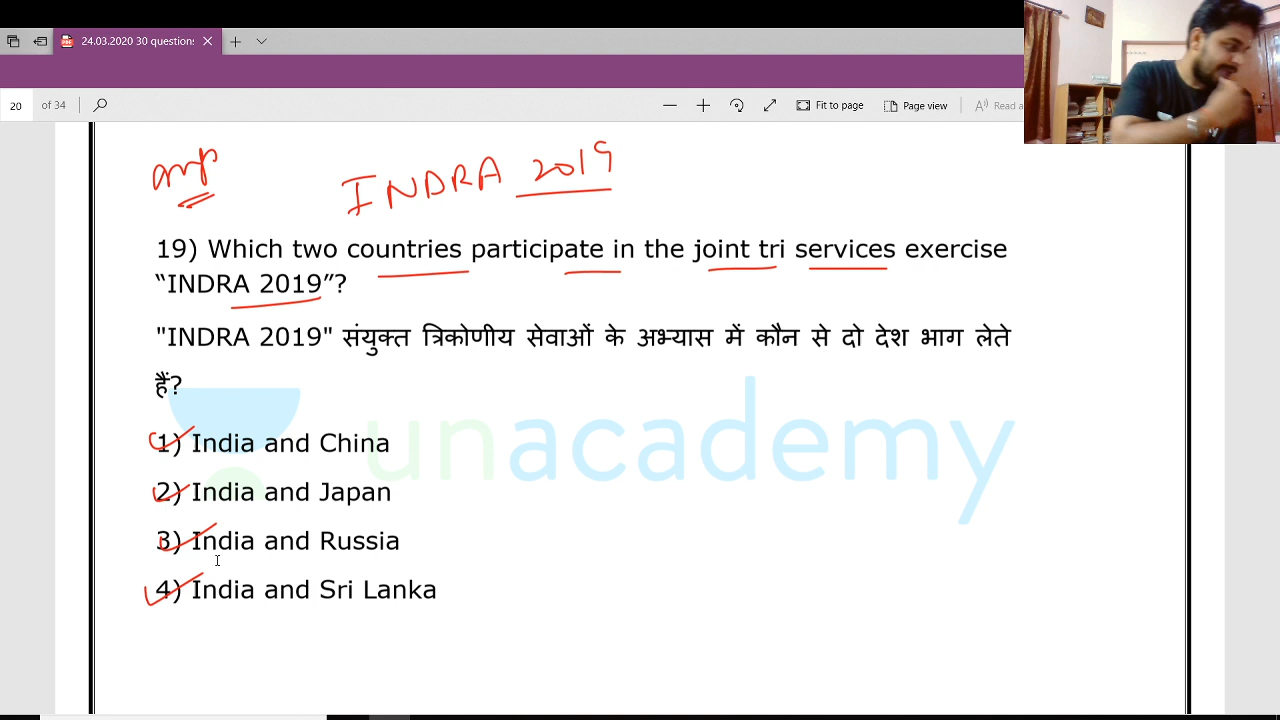 24.03.2020 30 question
20 of 34
Fit to page
Page view
Read a
Imp
INDRA 2019
19) Which two countries participate in the joint tri services exercise
“INDRA 2019”?
"INDRA 2019" संयुक्त त्रिकोणीय सेवाओं के अभ्यास में कौन से दो देश भाग लेते
हैं?
unacademy
1) India and China
2) India and Japan
3) India and Russia
4) India and Sri Lanka